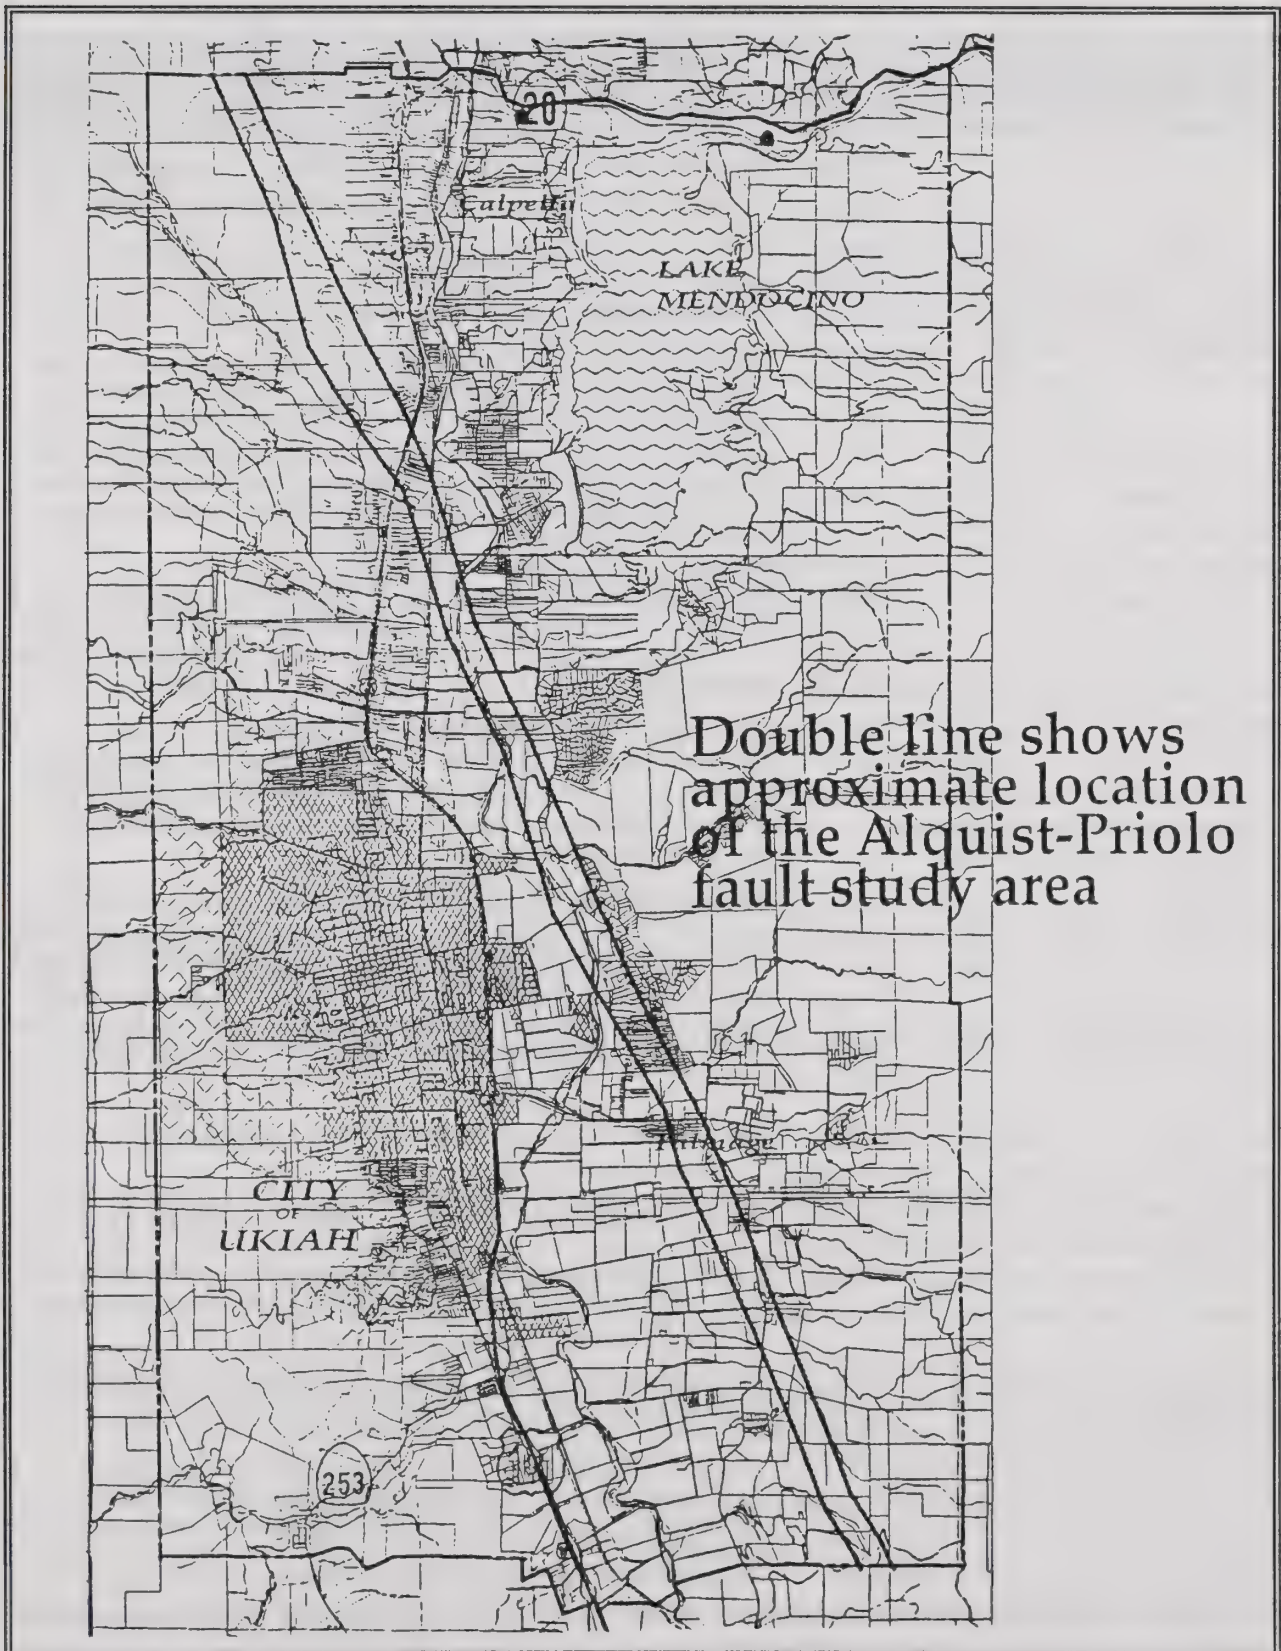 20
Calpella
LAKE
MENDOCINO
Double line shows
approximate location
of the Alquist-Priolo
fault study area
Talmage
CITY
OF
UKIAH
253